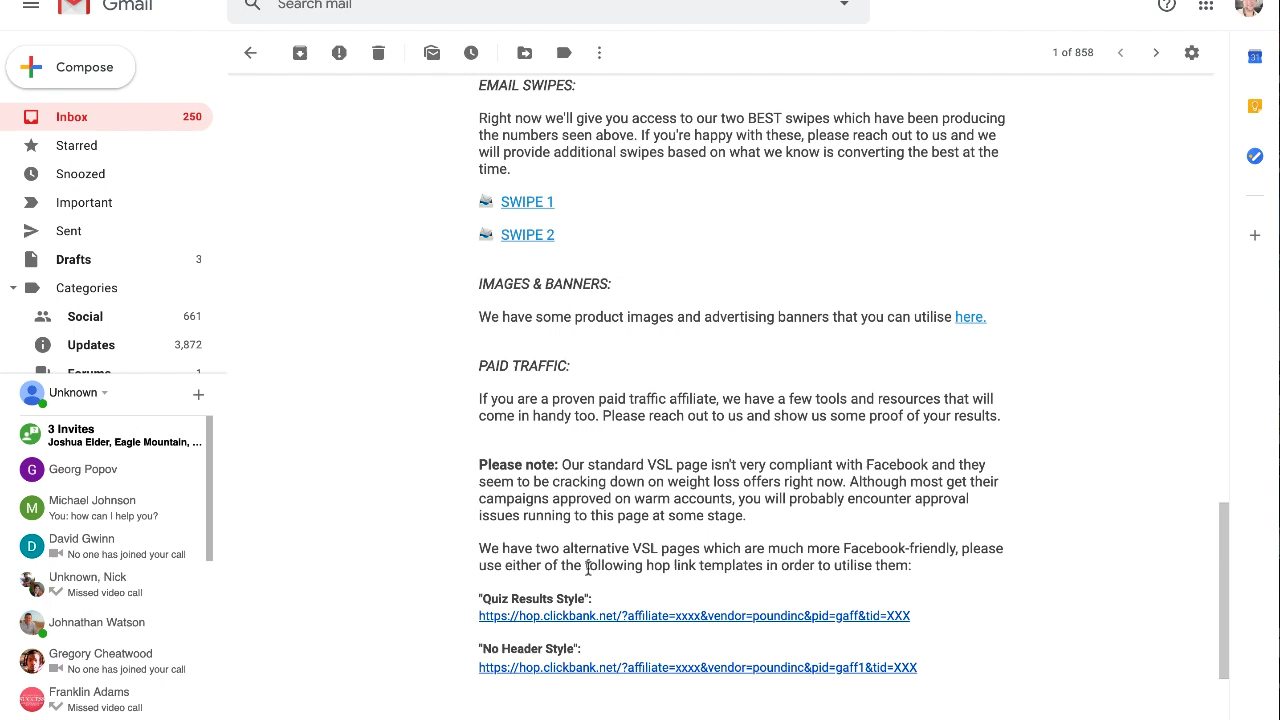 Gmail
Search mail
Compose
1 of 858
Inbox 250
Starred
Snoozed
Important
Sent
Drafts 3
Categories
Social 661
Updates 3,872
Forums 1
Unknown
3 Invites
Joshua Elder, Eagle Mountain, ...
G Georg Popov
M Michael Johnson
You: how can I help you?
D David Gwinn
No one has joined your call
Unknown, Nick
Missed video call
Johnathan Watson
Gregory Cheatwood
No one has joined your call
Franklin Adams
Missed video call
EMAIL SWIPES:
Right now we'll give you access to our two BEST swipes which have been producing
the numbers seen above. If you're happy with these, please reach out to us and we
will provide additional swipes based on what we know is converting the best at the
time.
SWIPE 1
SWIPE 2
IMAGES & BANNERS:
We have some product images and advertising banners that you can utilise here.
PAID TRAFFIC:
If you are a proven paid traffic affiliate, we have a few tools and resources that will
come in handy too. Please reach out to us and show us some proof of your results.
Please note: Our standard VSL page isn't very compliant with Facebook and they
seem to be cracking down on weight loss offers right now. Although most get their
campaigns approved on warm accounts, you will probably encounter approval
issues running to this page at some stage.
We have two alternative VSL pages which are much more Facebook-friendly, please
use either of the following hop link templates in order to utilise them:
"Quiz Results Style":
https://hop.clickbank.net/?affiliate=xxxx&vendor=poundinc&pid=gaff&tid=XXX
"No Header Style":
https://hop.clickbank.net/?affiliate=xxxx&vendor=poundinc&pid=gaff1&tid=XXX
31